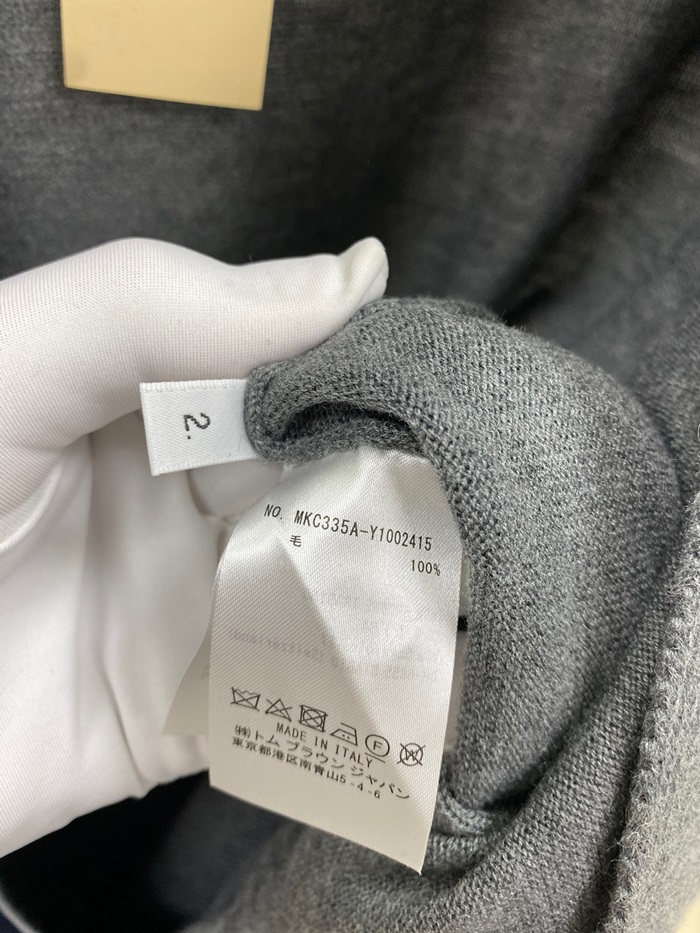 2.
NO. MKC335A-Y1002415
毛
100%
F
W
MADE IN ITALY
㈱トム ブラウン ジャパン
東京都港区南青山5-4-6
(Switzerland)